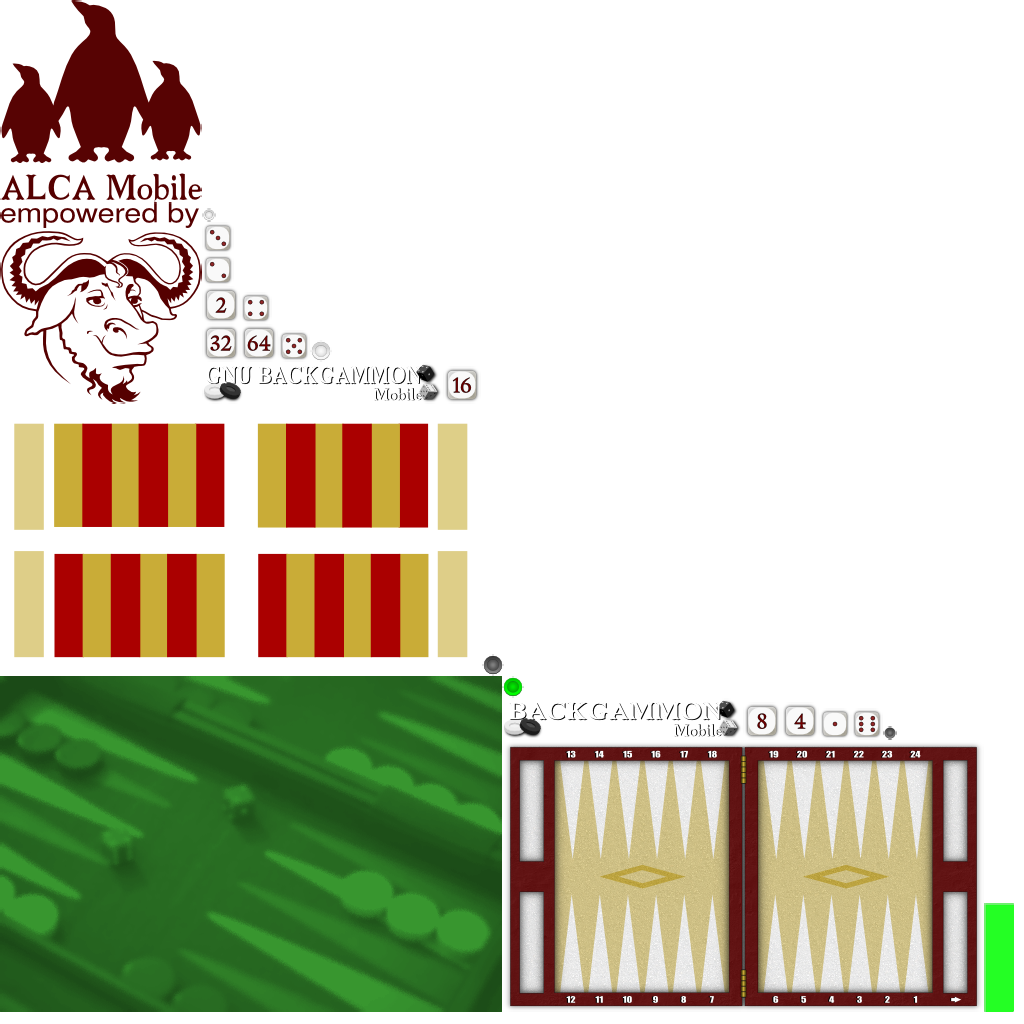 ALCA Mobile
empowered by
2
32 64
GNU BACKGAMMON
Mobile
16
BACKGAMMON
Mobile
8 4
13 14 15 16 17 18 19 20 21 22 23 24
12 11 10 9 8 7 6 5 4 3 2 1